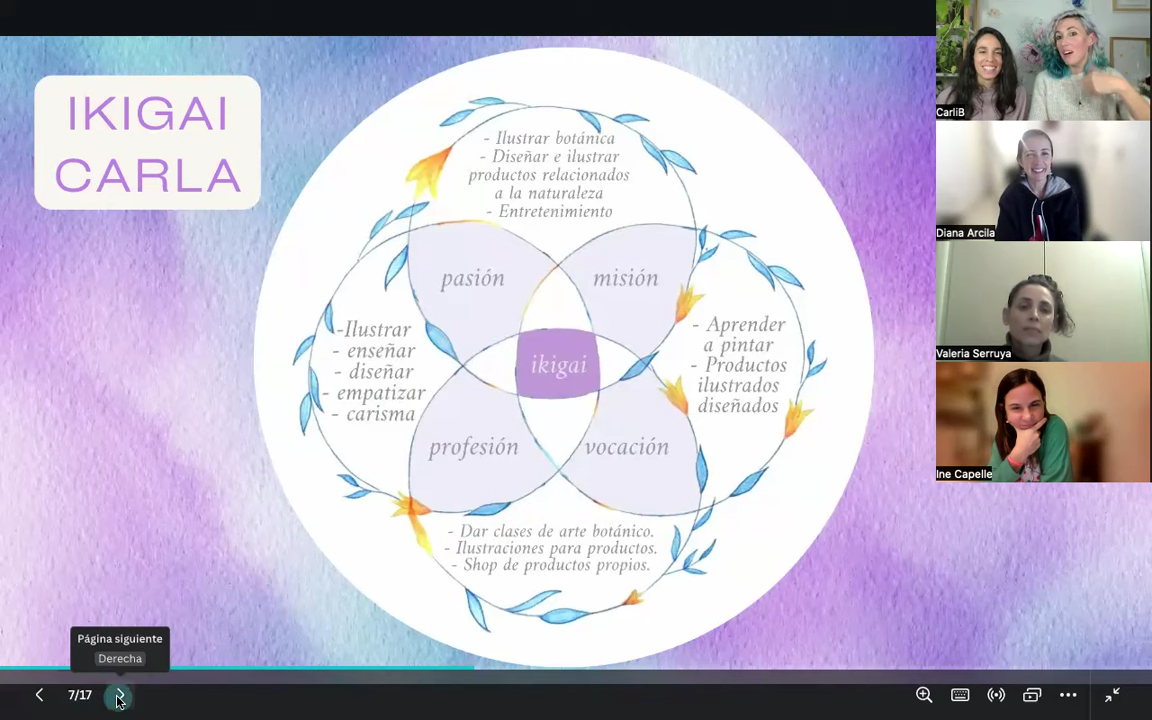 IKIGAI
CARLA
- Ilustrar botánica
- Diseñar e ilustrar
productos relacionados
a la naturaleza
- Entretenimiento
pasión
misión
-Ilustrar
- enseñar
- diseñar
- empatizar
- carisma
ikigai
- Aprender
a pintar
- Productos
ilustrados
diseñados
profesión
vocación
- Dar clases de arte botánico.
- Ilustraciones para productos.
- Shop de productos propios.
CarliB
Diana Arcila
Valeria Serruya
Ine Capelle
Página siguiente
Derecha
7/17